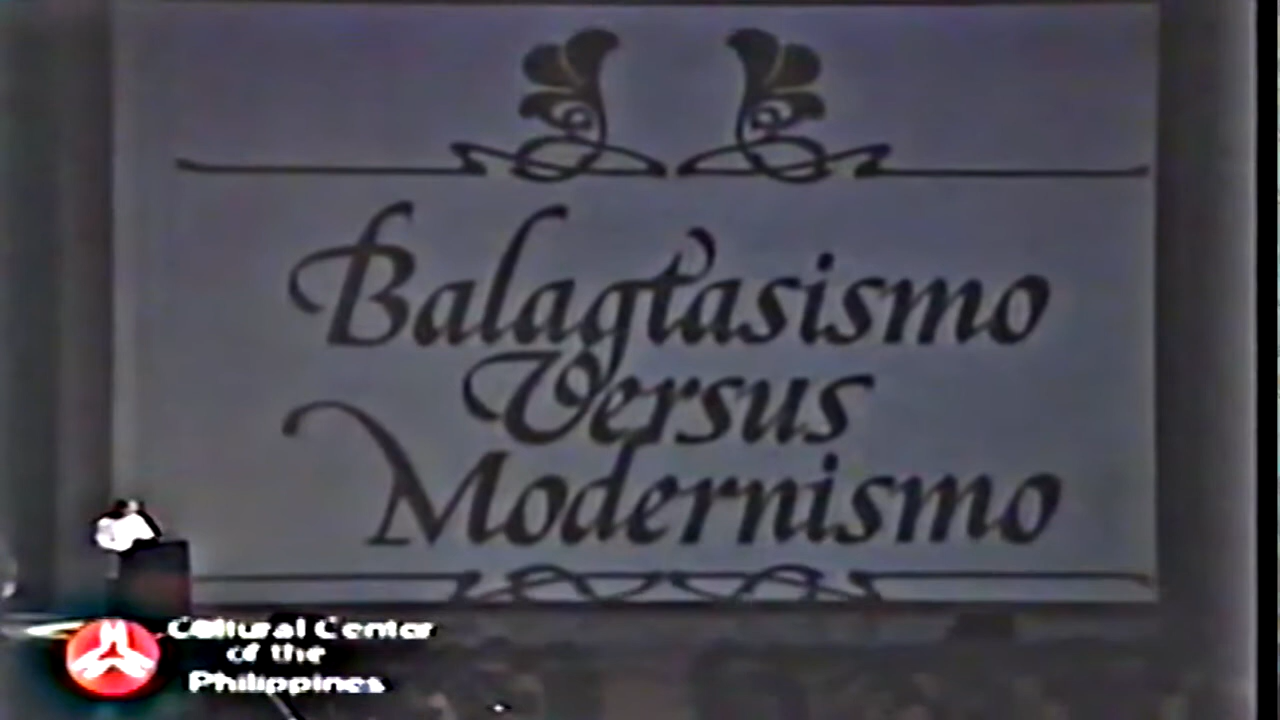 Balagtasismo
Versus
Modernismo
Cultural Center
of the
Philippines